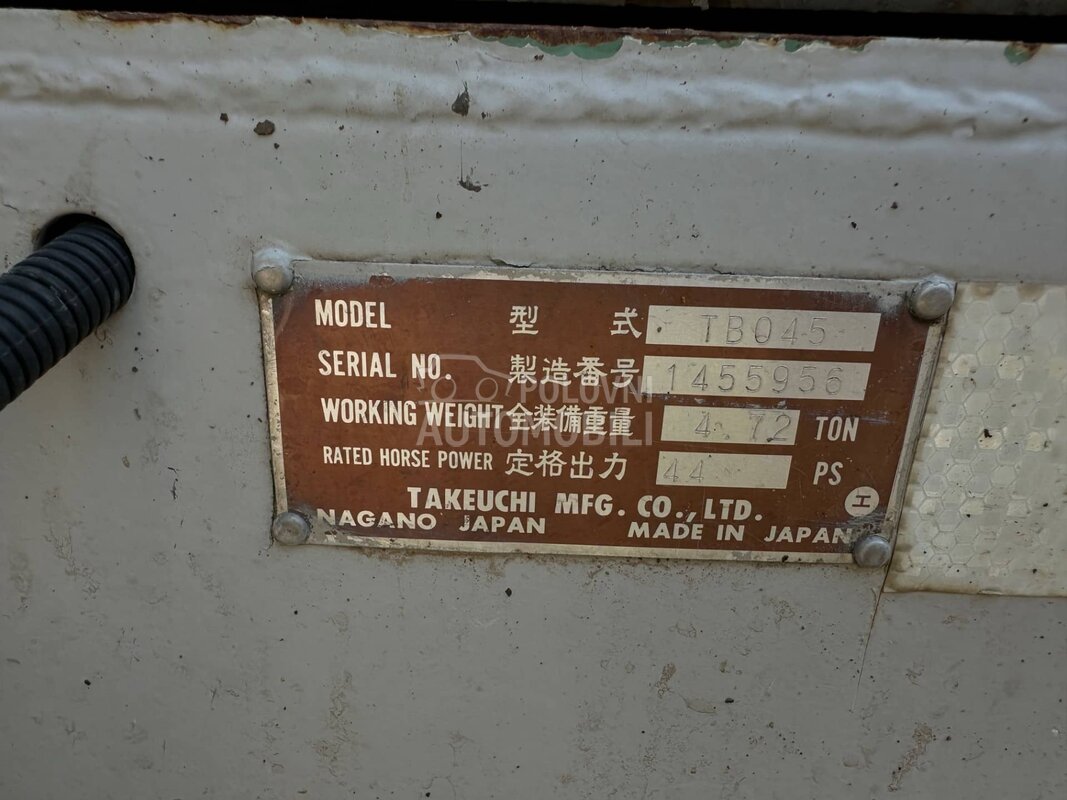 MODEL 型 式 TB045
SERIAL NO. 製造番号 1455956
WORKING WEIGHT 全装備重量 4.72 TON
RATED HORSE POWER 定格出力 44 PS
TAKEUCHI MFG. CO., LTD. 工
NAGANO JAPAN MADE IN JAPAN
POLOVNI
AUTOMOBILI